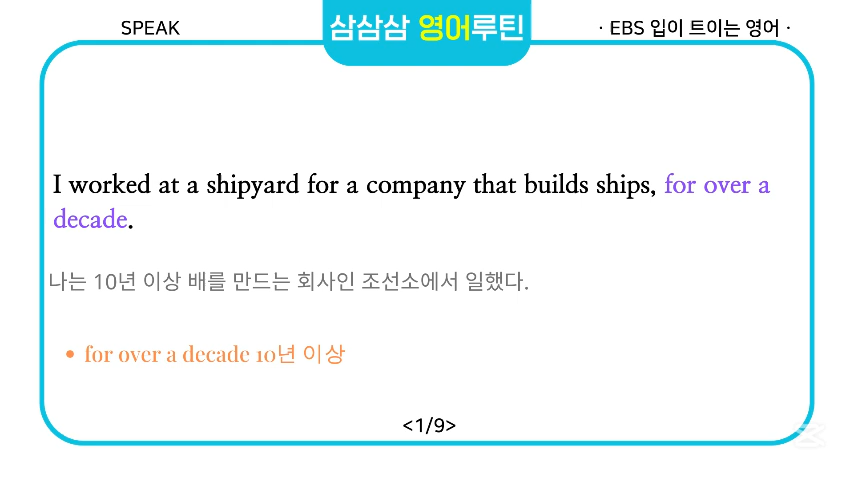 SPEAK
삼삼삼 영어루틴
· EBS 입이 트이는 영어 ·
I worked at a shipyard for a company that builds ships, for over a
decade.
나는 10년 이상 배를 만드는 회사인 조선소에서 일했다.
• for over a decade 10년 이상
<1/9>